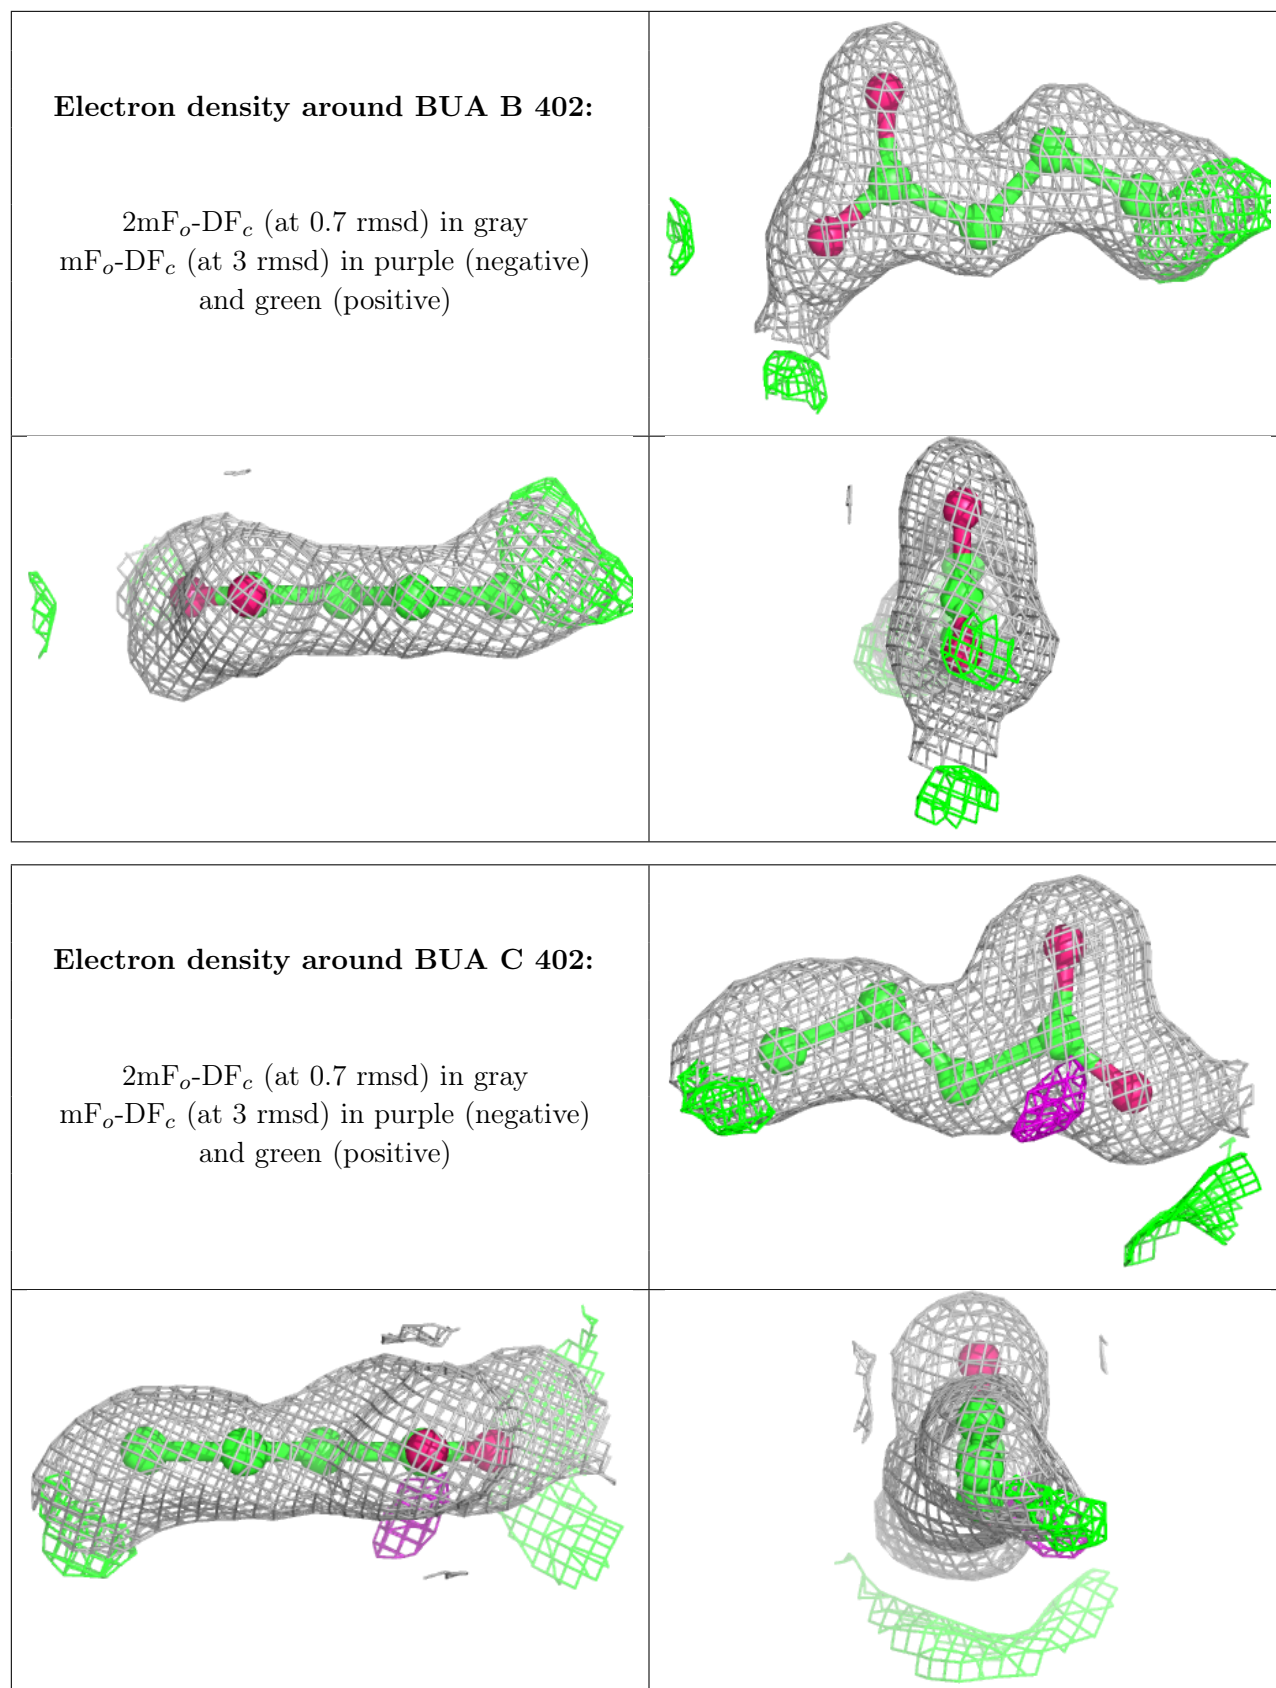 Electron density around BUA B 402:
2mFo-DFc (at 0.7 rmsd) in gray
mFo-DFc (at 3 rmsd) in purple (negative)
and green (positive)
Electron density around BUA C 402:
2mFo-DFc (at 0.7 rmsd) in gray
mFo-DFc (at 3 rmsd) in purple (negative)
and green (positive)